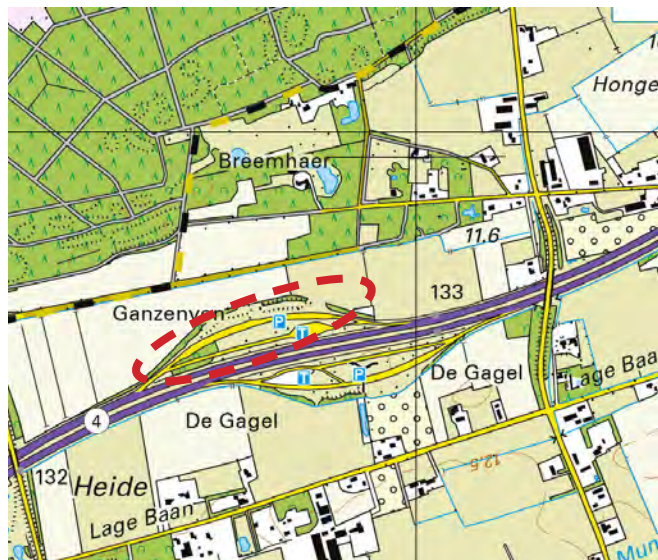 Honge
Breemhaer
11.6
133
Ganzenven
P
T
T
P
De Gagel
Lage Baan
4
De Gagel
132
Heide
12.5
Lage Baan
Mun